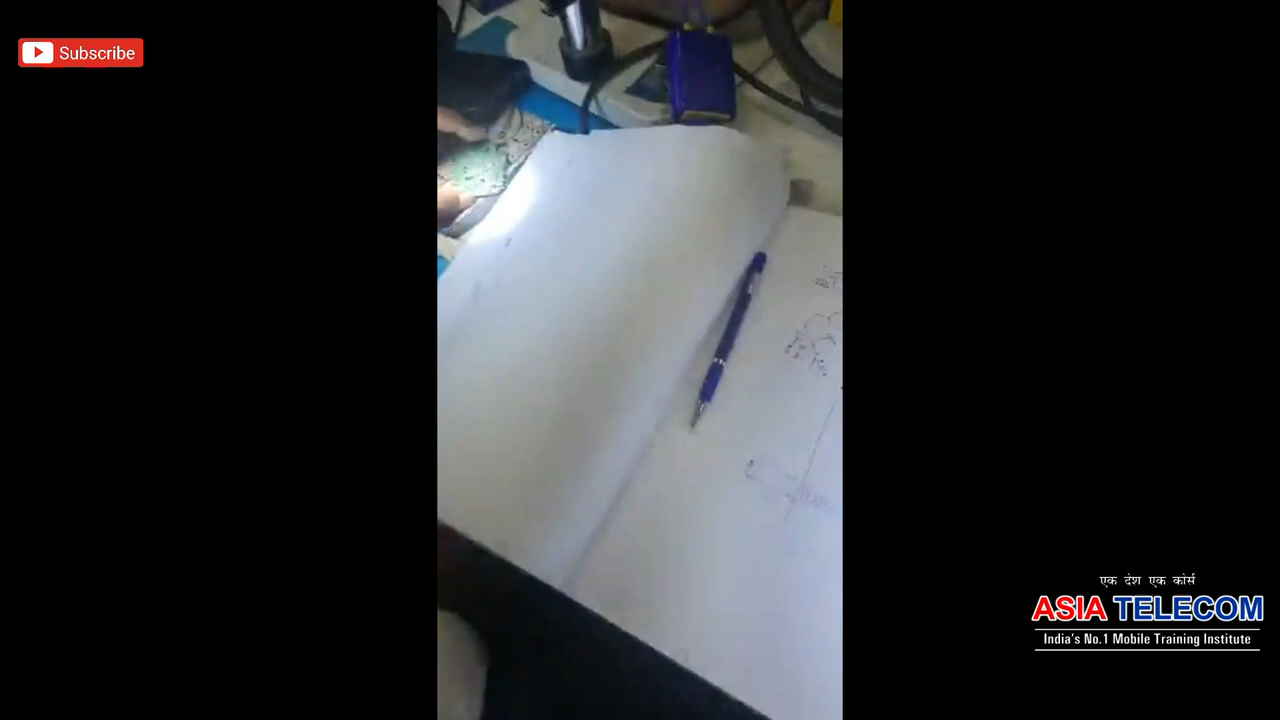 Subscribe
एक देश एक कोर्स
ASIA TELECOM
India's No.1 Mobile Training Institute